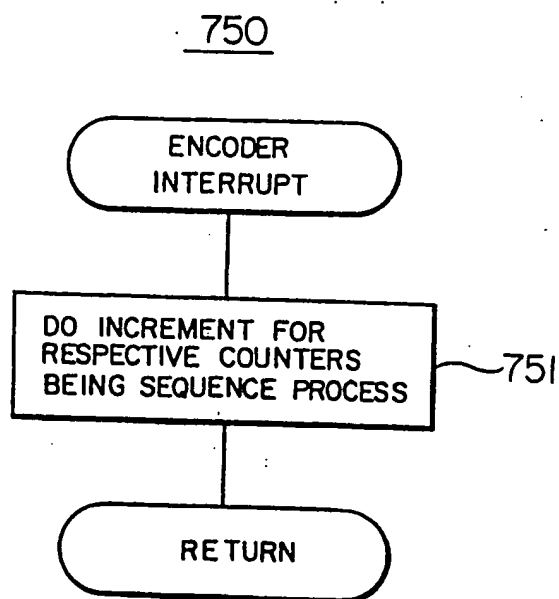 750
ENCODER
INTERRUPT
DO INCREMENT FOR
RESPECTIVE COUNTERS
BEING SEQUENCE PROCESS
751
RETURN